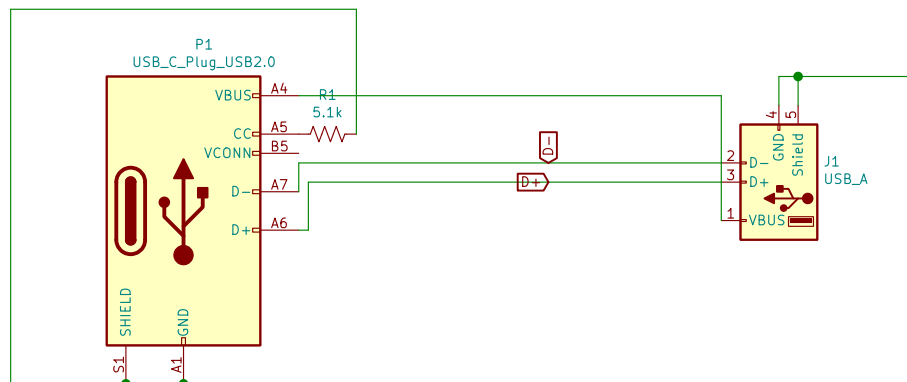 P1
USB_C_Plug_USB2.0
VBUS
A4
R1
5.1k
CC
A5
VCONN
B5
D-
A7
D+
A6
SHIELD
GND
S1
A1
D-
D+
4
5
GND
Shield
2
D-
3
D+
1
VBUS
J1
USB_A